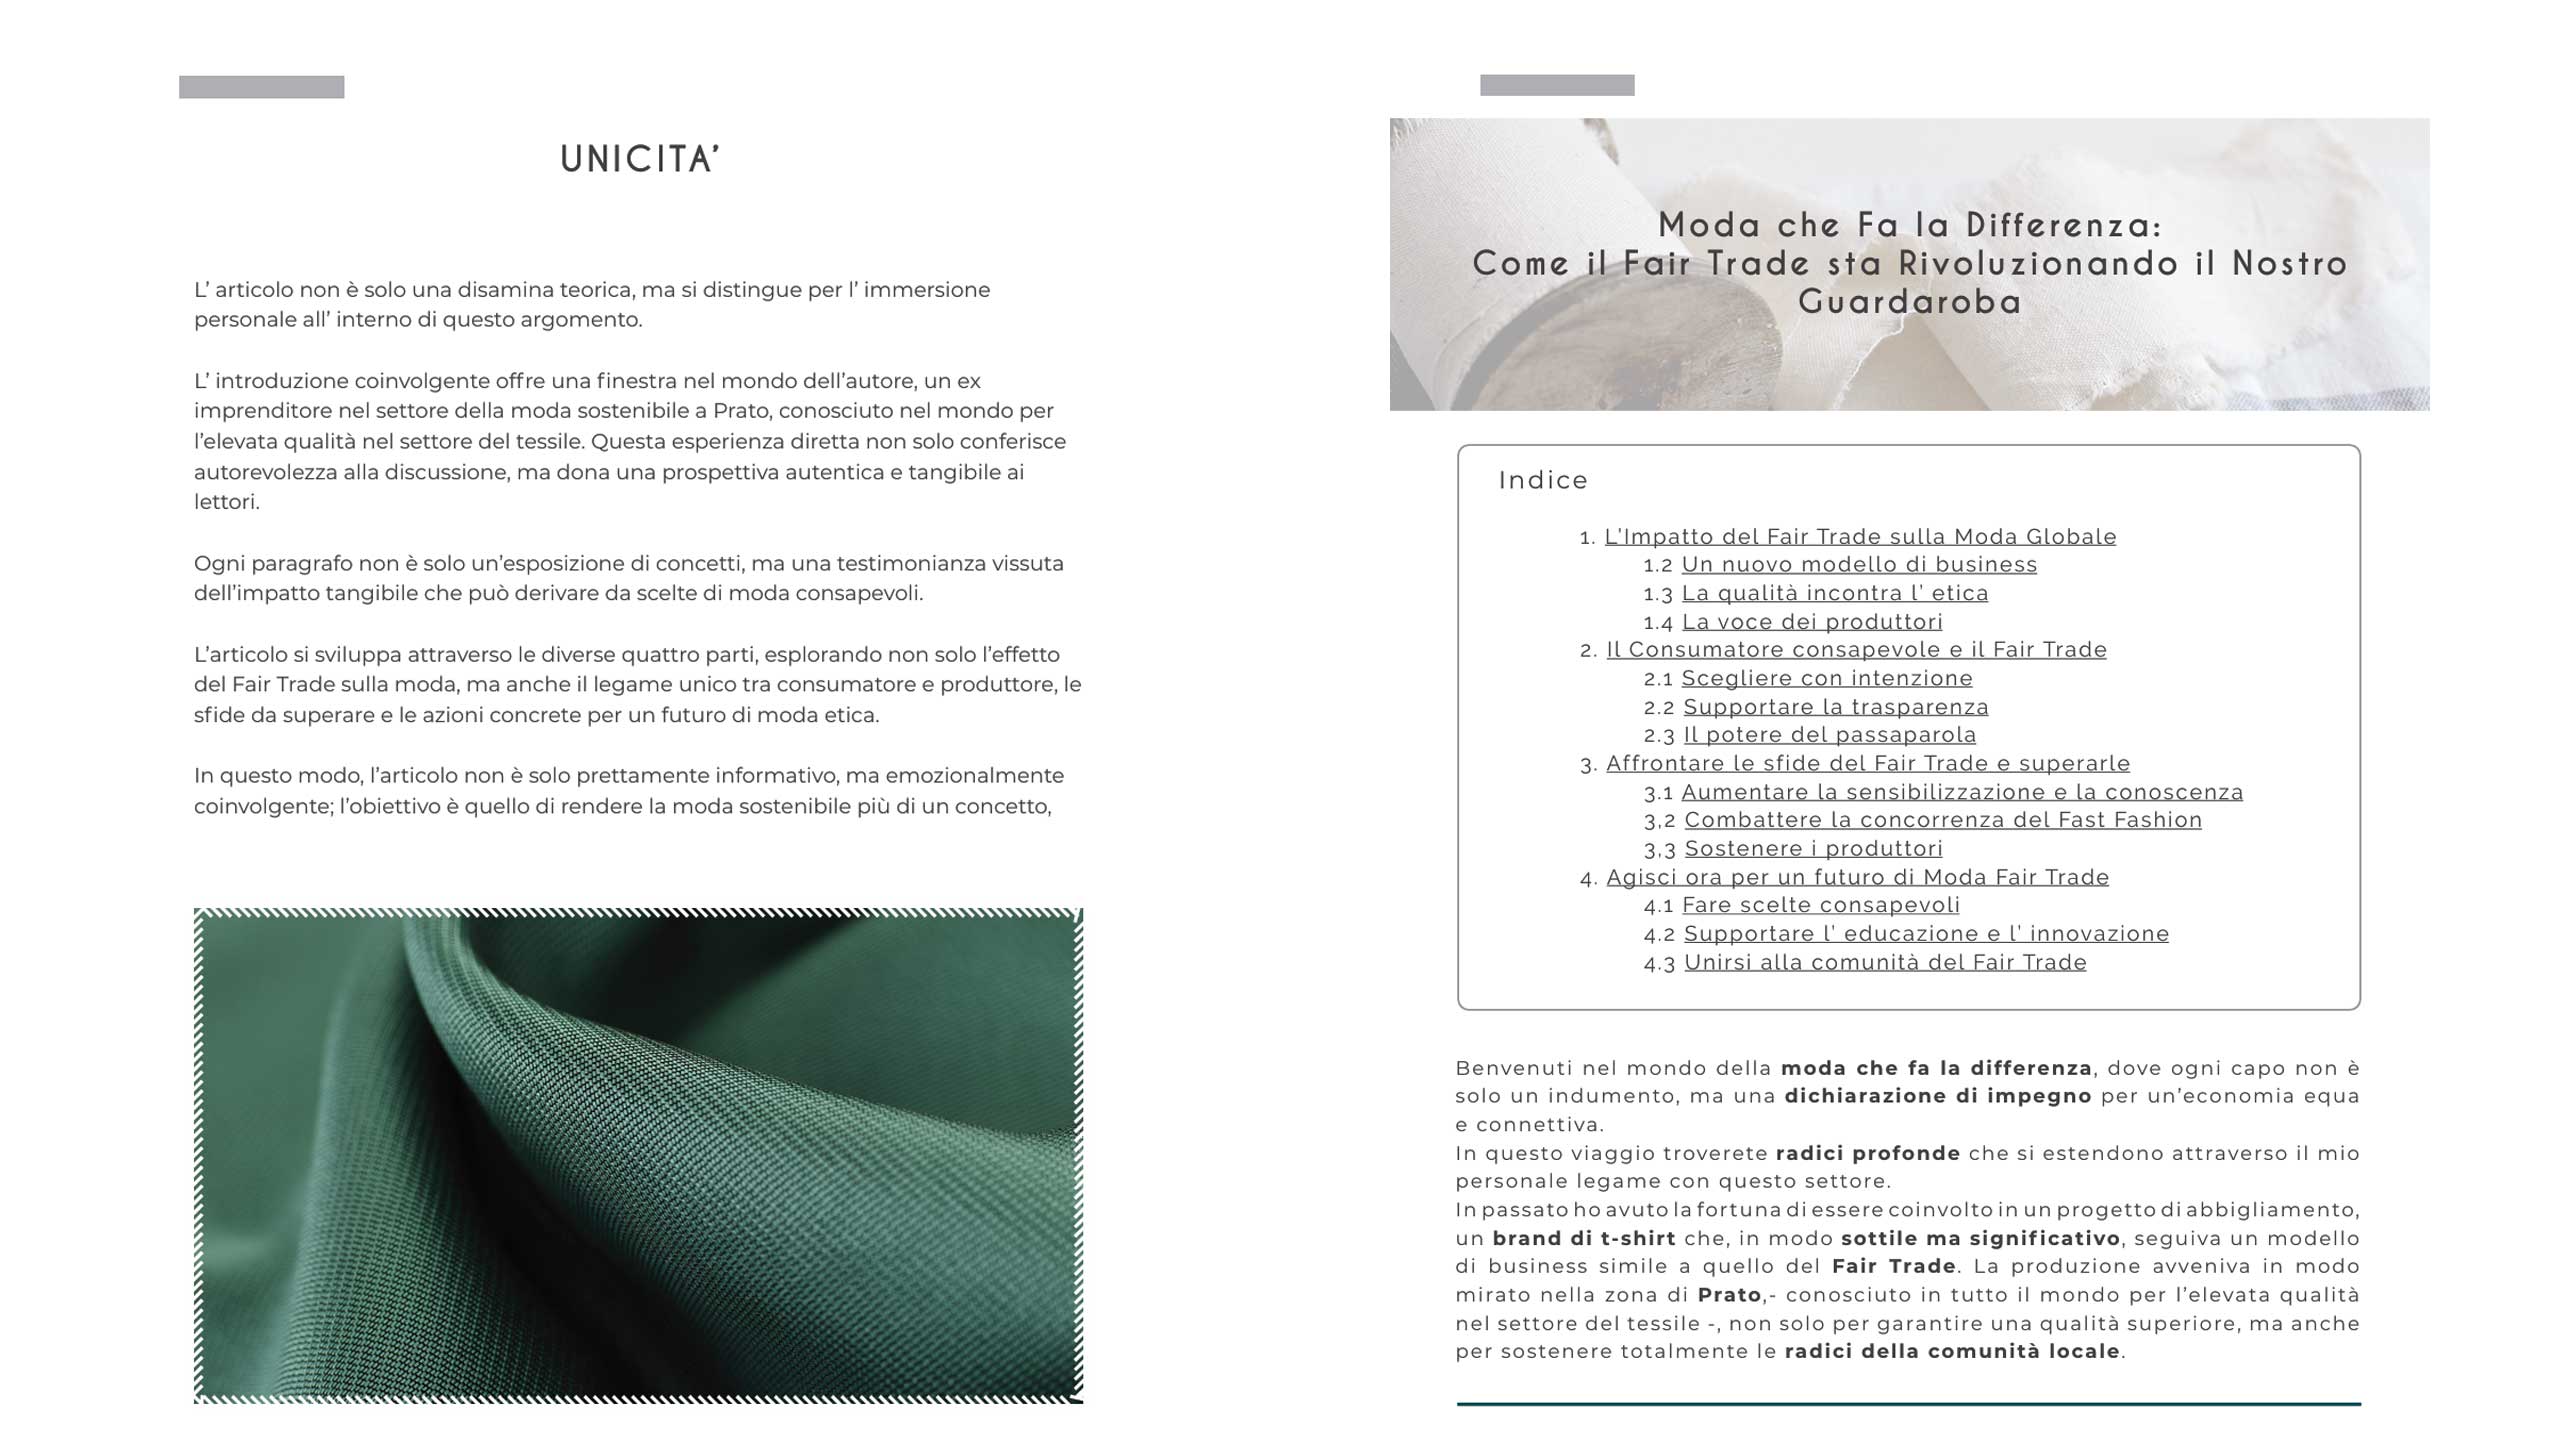 UNICITA’
L’ articolo non è solo una disamina teorica, ma si distingue per l’ immersione
personale all’ interno di questo argomento.
L’ introduzione coinvolgente offre una finestra nel mondo dell’autore, un ex
imprenditore nel settore della moda sostenibile a Prato, conosciuto nel mondo per
l’elevata qualità nel settore del tessile. Questa esperienza diretta non solo conferisce
autorevolezza alla discussione, ma dona una prospettiva autentica e tangibile ai
lettori.
Ogni paragrafo non è solo un’esposizione di concetti, ma una testimonianza vissuta
dell’impatto tangibile che può derivare da scelte di moda consapevoli.
L’articolo si sviluppa attraverso le diverse quattro parti, esplorando non solo l’effetto
del Fair Trade sulla moda, ma anche il legame unico tra consumatore e produttore, le
sfide da superare e le azioni concrete per un futuro di moda etica.
In questo modo, l’articolo non è solo prettamente informativo, ma emozionalmente
coinvolgente; l’obiettivo è quello di rendere la moda sostenibile più di un concetto,
Moda che Fa la Differenza:
Come il Fair Trade sta Rivoluzionando il Nostro
Guardaroba
Indice
1. L'Impatto del Fair Trade sulla Moda Globale
1.2 Un nuovo modello di business
1.3 La qualità incontra l' etica
1.4 La voce dei produttori
2. Il Consumatore consapevole e il Fair Trade
2.1 Scegliere con intenzione
2.2 Supportare la trasparenza
2.3 Il potere del passaparola
3. Affrontare le sfide del Fair Trade e superarle
3.1 Aumentare la sensibilizzazione e la conoscenza
3,2 Combattere la concorrenza del Fast Fashion
3,3 Sostenere i produttori
4. Agisci ora per un futuro di Moda Fair Trade
4.1 Fare scelte consapevoli
4.2 Supportare l' educazione e l' innovazione
4.3 Unirsi alla comunità del Fair Trade
Benvenuti nel mondo della moda che fa la differenza, dove ogni capo non è
solo un indumento, ma una dichiarazione di impegno per un’economia equa
e connettiva.
In questo viaggio troverete radici profonde che si estendono attraverso il mio
personale legame con questo settore.
In passato ho avuto la fortuna di essere coinvolto in un progetto di abbigliamento,
un brand di t-shirt che, in modo sottile ma significativo, seguiva un modello
di business simile a quello del Fair Trade. La produzione avveniva in modo
mirato nella zona di Prato,- conosciuto in tutto il mondo per l’elevata qualità
nel settore del tessile -, non solo per garantire una qualità superiore, ma anche
per sostenere totalmente le radici della comunità locale.